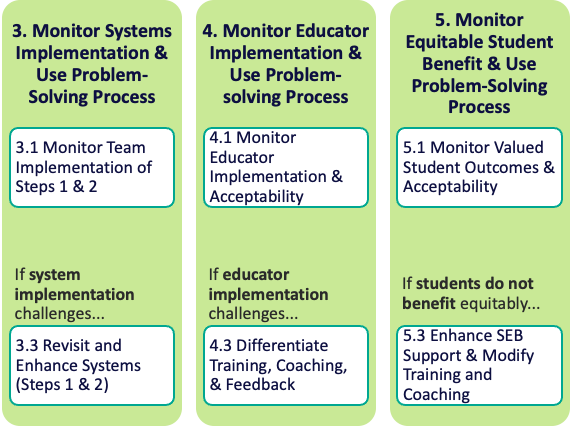 3. Monitor Systems
Implementation &
Use Problem-
Solving Process
3.1 Monitor Team
Implementation of
Steps 1 & 2
If system
implementation
challenges...
3.3 Revisit and
Enhance Systems
(Steps 1 & 2)
4. Monitor Educator
Implementation &
Use Problem-
solving Process
4.1 Monitor
Educator
Implementation &
Acceptability
If educator
implementation
challenges...
4.3 Differentiate
Training, Coaching,
& Feedback
5. Monitor
Equitable Student
Benefit & Use
Problem-Solving
Process
5.1 Monitor Valued
Student Outcomes &
Acceptability
If students do not
benefit equitably...
5.3 Enhance SEB
Support & Modify
Training and
Coaching